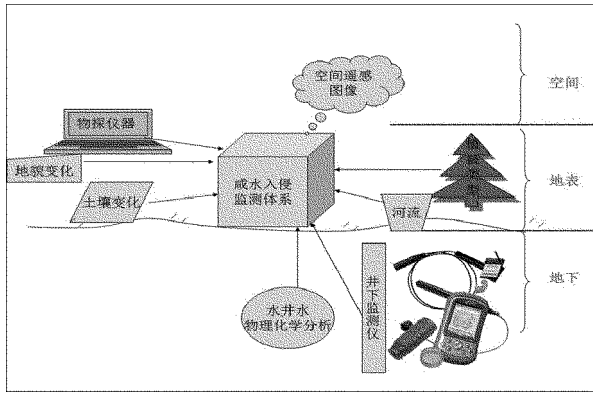 空间遥感
图像
空间
物探仪器
地貌变化
咸水入侵
监测体系
地表
土壤变化
河流
地下
水井水
物理化学分析
井下监测仪